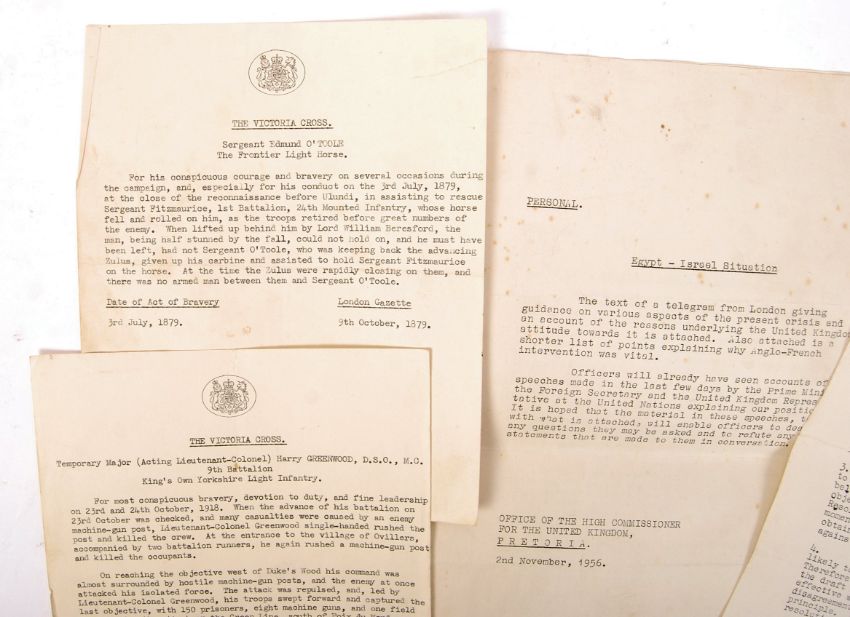 THE VICTORIA CROSS.
Sergeant Edmund O'TOOLE
The Frontier Light Horse.
For his conspicuous courage and bravery on several occasions during
the campaign, and, especially for his conduct on the 3rd July, 1879,
at the close of the reconnaissance before Ulundi, in assisting to rescue
Sergeant Fitzmaurice, 1st Battalion, 24th Mounted Infantry, whose horse
fell and rolled on him, as the troops retired before great numbers of
the enemy. When lifted up behind him by Lord William Beresford, the
man, being half stunned by the fall, could not hold on, and he must have
been left, had not Sergeant O'Toole, who was keeping back the advancing
Zulus, given up his carbine and assisted to hold Sergeant Fitzmaurice
on the horse. At the time the Zulus were rapidly closing on them, and
there was no armed man between them and Sergeant O'Toole.
Date of Act of Bravery London Gazette
3rd July, 1879. 9th October, 1879.
THE VICTORIA CROSS.
Temporary Major (Acting Lieutenant-Colonel) Harry GREENWOOD, D.S.O., M.C.
9th Battalion
King's Own Yorkshire Light Infantry.
For most conspicuous bravery, devotion to duty, and fine leadership
on 23rd and 24th October, 1918. When the advance of his battalion on
23rd October was checked, and many casualties were caused by an enemy
machine-gun post, Lieutenant-Colonel Greenwood single-handed rushed the
post and killed the crew. At the entrance to the village of Ovillers,
accompanied by two battalion runners, he again rushed a machine-gun post
and killed the occupants.
On reaching the objective west of Duke's Wood his command was
almost surrounded by hostile machine-gun posts, and the enemy at once
attacked his isolated force. The attack was repulsed, and, led by
Lieutenant-Colonel Greenwood, his troops swept forward and captured the
last objective, with 150 prisoners, eight machine guns, and one field
PERSONAL.
Egypt - Israel Situation
The text of a telegram from London giving
guidance on various aspects of the present crisis and
an account of the reasons underlying the United Kingdom
attitude towards it is attached. Also attached is a
shorter list of points explaining why Anglo-French
intervention was vital.
Officers will already have seen accounts of
speeches made in the last few days by the Prime
the Foreign Secretary and the United Kingdom
tative at the United Nations explaining our
It is hoped that the material in these speeches,
with what is attached, will enable officers to
any questions they may be asked and to refute any
statements that are made to them in conversation.
OFFICE OF THE HIGH COMMISSIONER
FOR THE UNITED KINGDOM,
PRETORIA.
2nd November, 1956.
3.
to
against
4.
likely
Therefore
the draft
effective
disagreement
principle.